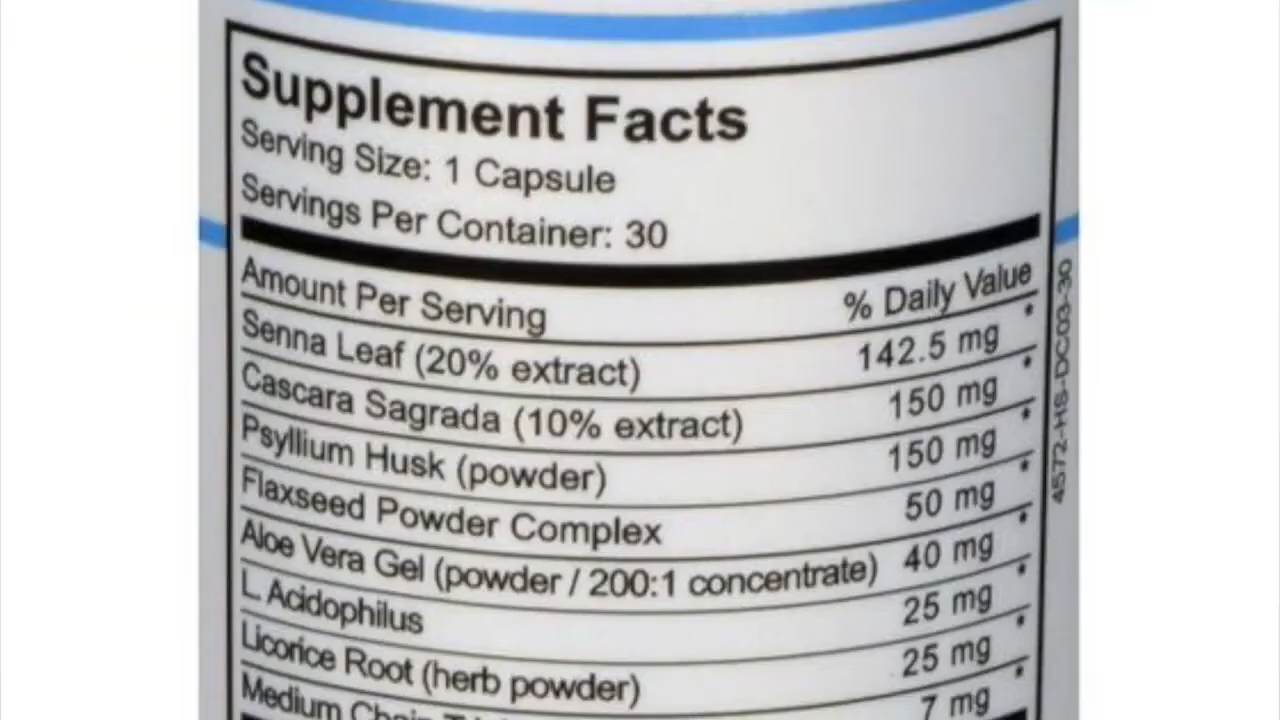 Supplement Facts
Serving Size: 1 Capsule
Servings Per Container: 30
Amount Per Serving % Daily Value
Senna Leaf (20% extract) 142.5 mg *
Cascara Sagrada (10% extract) 150 mg *
Psyllium Husk (powder) 150 mg *
Flaxseed Powder Complex 50 mg *
Aloe Vera Gel (powder / 200:1 concentrate) 40 mg *
L. Acidophilus 25 mg *
Licorice Root (herb powder) 25 mg *
Medium Chain 7 mg *
4572-HS-DC03-30